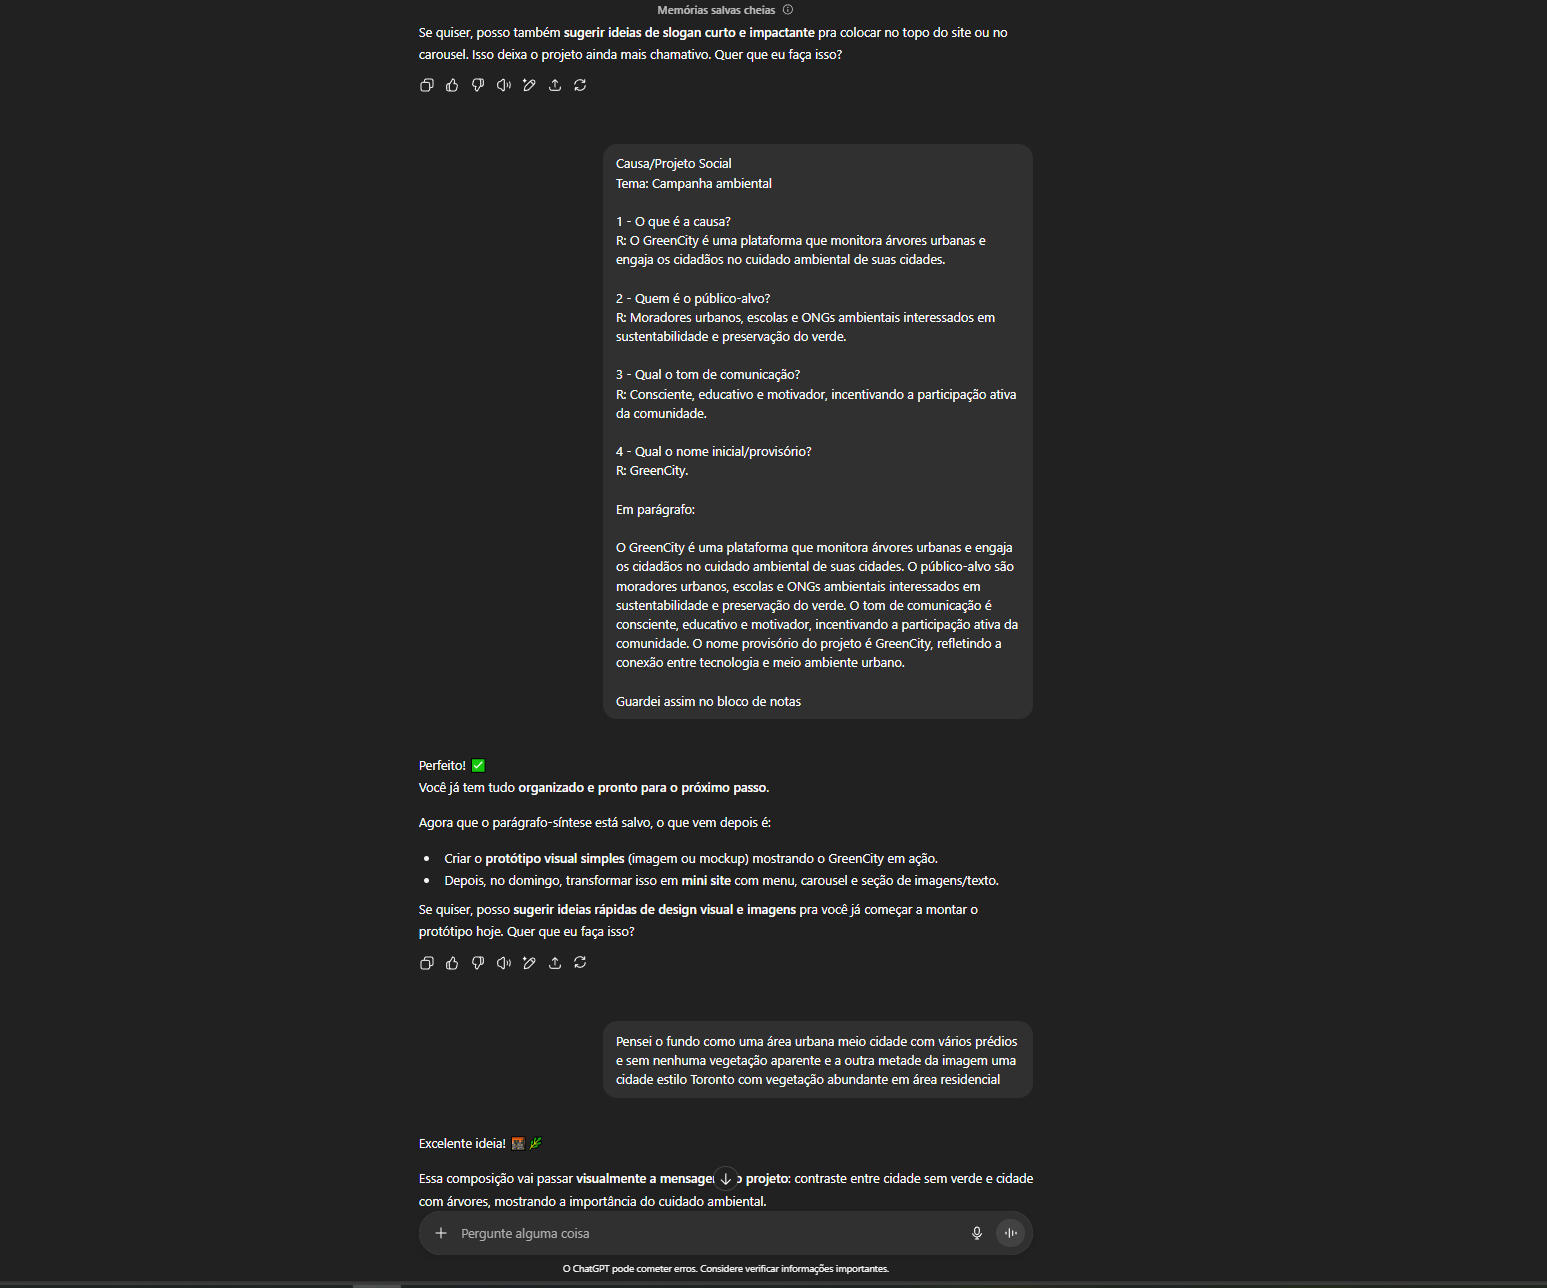 Memórias salvas cheias
Se quiser, posso também sugerir ideias de slogan curto e impactante pra colocar no topo do site ou no
carousel. Isso deixa o projeto ainda mais chamativo. Quer que eu faça isso?
Causa/Projeto Social
Tema: Campanha ambiental
1 - O que é a causa?
R: O GreenCity é uma plataforma que monitora árvores urbanas e
engaja os cidadãos no cuidado ambiental de suas cidades.
2 - Quem é o público-alvo?
R: Moradores urbanos, escolas e ONGs ambientais interessados em
sustentabilidade e preservação do verde.
3 - Qual o tom de comunicação?
R: Consciente, educativo e motivador, incentivando a participação ativa
da comunidade.
4 - Qual o nome inicial/provisório?
R: GreenCity.
Em parágrafo:
O GreenCity é uma plataforma que monitora árvores urbanas e engaja
os cidadãos no cuidado ambiental de suas cidades. O público-alvo são
moradores urbanos, escolas e ONGs ambientais interessados em
sustentabilidade e preservação do verde. O tom de comunicação é
consciente, educativo e motivador, incentivando a participação ativa da
comunidade. O nome provisório do projeto é GreenCity, refletindo a
conexão entre tecnologia e meio ambiente urbano.
Guardei assim no bloco de notas
Perfeito! ✅
Você já tem tudo organizado e pronto para o próximo passo.
Agora que o parágrafo-síntese está salvo, o que vem depois é:
• Criar o protótipo visual simples (imagem ou mockup) mostrando o GreenCity em ação.
• Depois, no domingo, transformar isso em mini site com menu, carousel e seção de imagens/texto.
Se quiser, posso sugerir ideias rápidas de design visual e imagens pra você já começar a montar o
protótipo hoje. Quer que eu faça isso?
Pensei o fundo como uma área urbana meio cidade com vários prédios
e sem nenhuma vegetação aparente e a outra metade da imagem uma
cidade estilo Toronto com vegetação abundante em área residencial
Excelente ideia!
Essa composição vai passar visualmente a mensagem o projeto: contraste entre cidade sem verde e cidade
com árvores, mostrando a importância do cuidado ambiental.
Pergunte alguma coisa
O ChatGPT pode cometer erros. Considere verificar informações importantes.